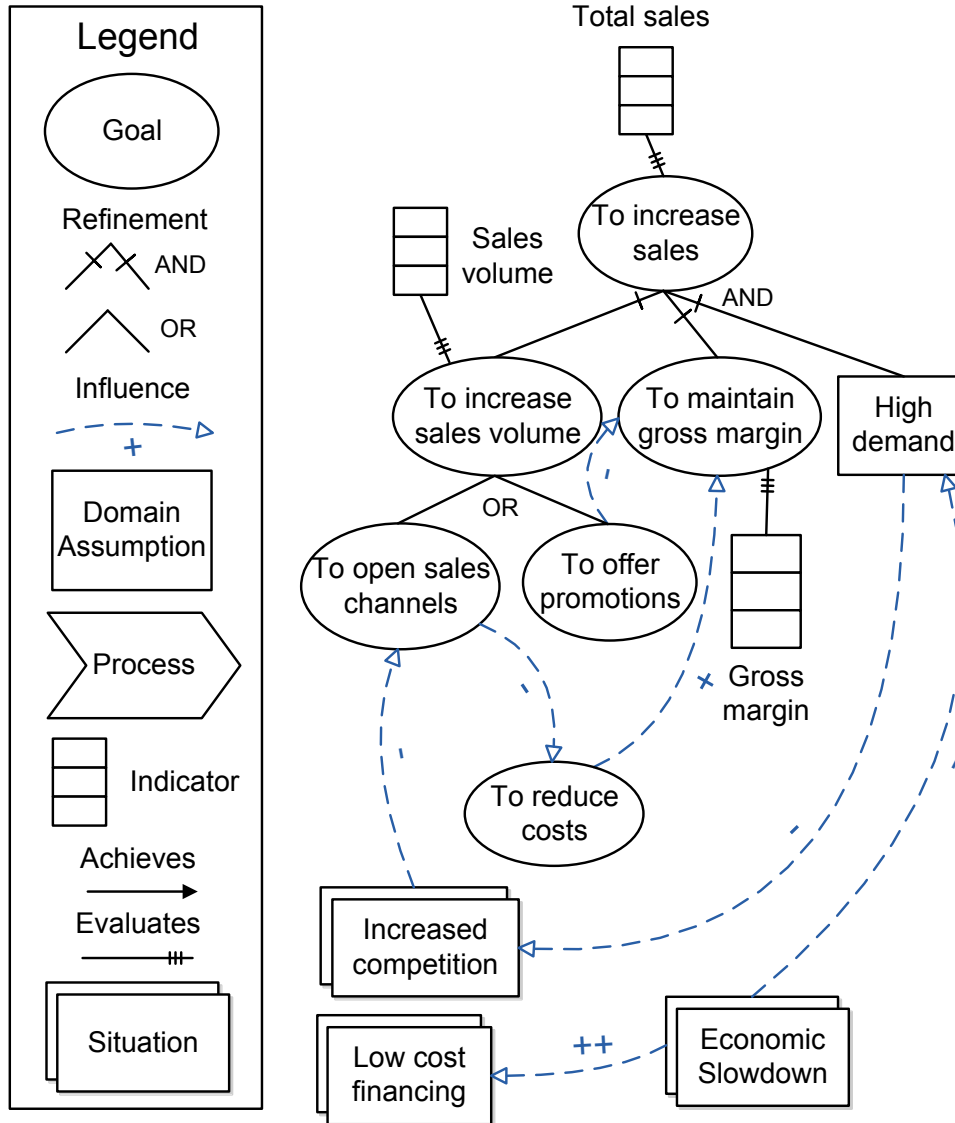 Legend
Goal
Refinement
AND
OR
Influence
+
Domain
Assumption
Process
Indicator
Achieves
Evaluates
Situation
Total sales
To increase
sales
Sales
volume
AND
To increase
sales volume
To maintain
gross margin
High
demand
OR
To open sales
channels
To offer
promotions
-
-
+
Gross
margin
-
-
-
To reduce
costs
Increased
competition
++
Low cost
financing
Economic
Slowdown